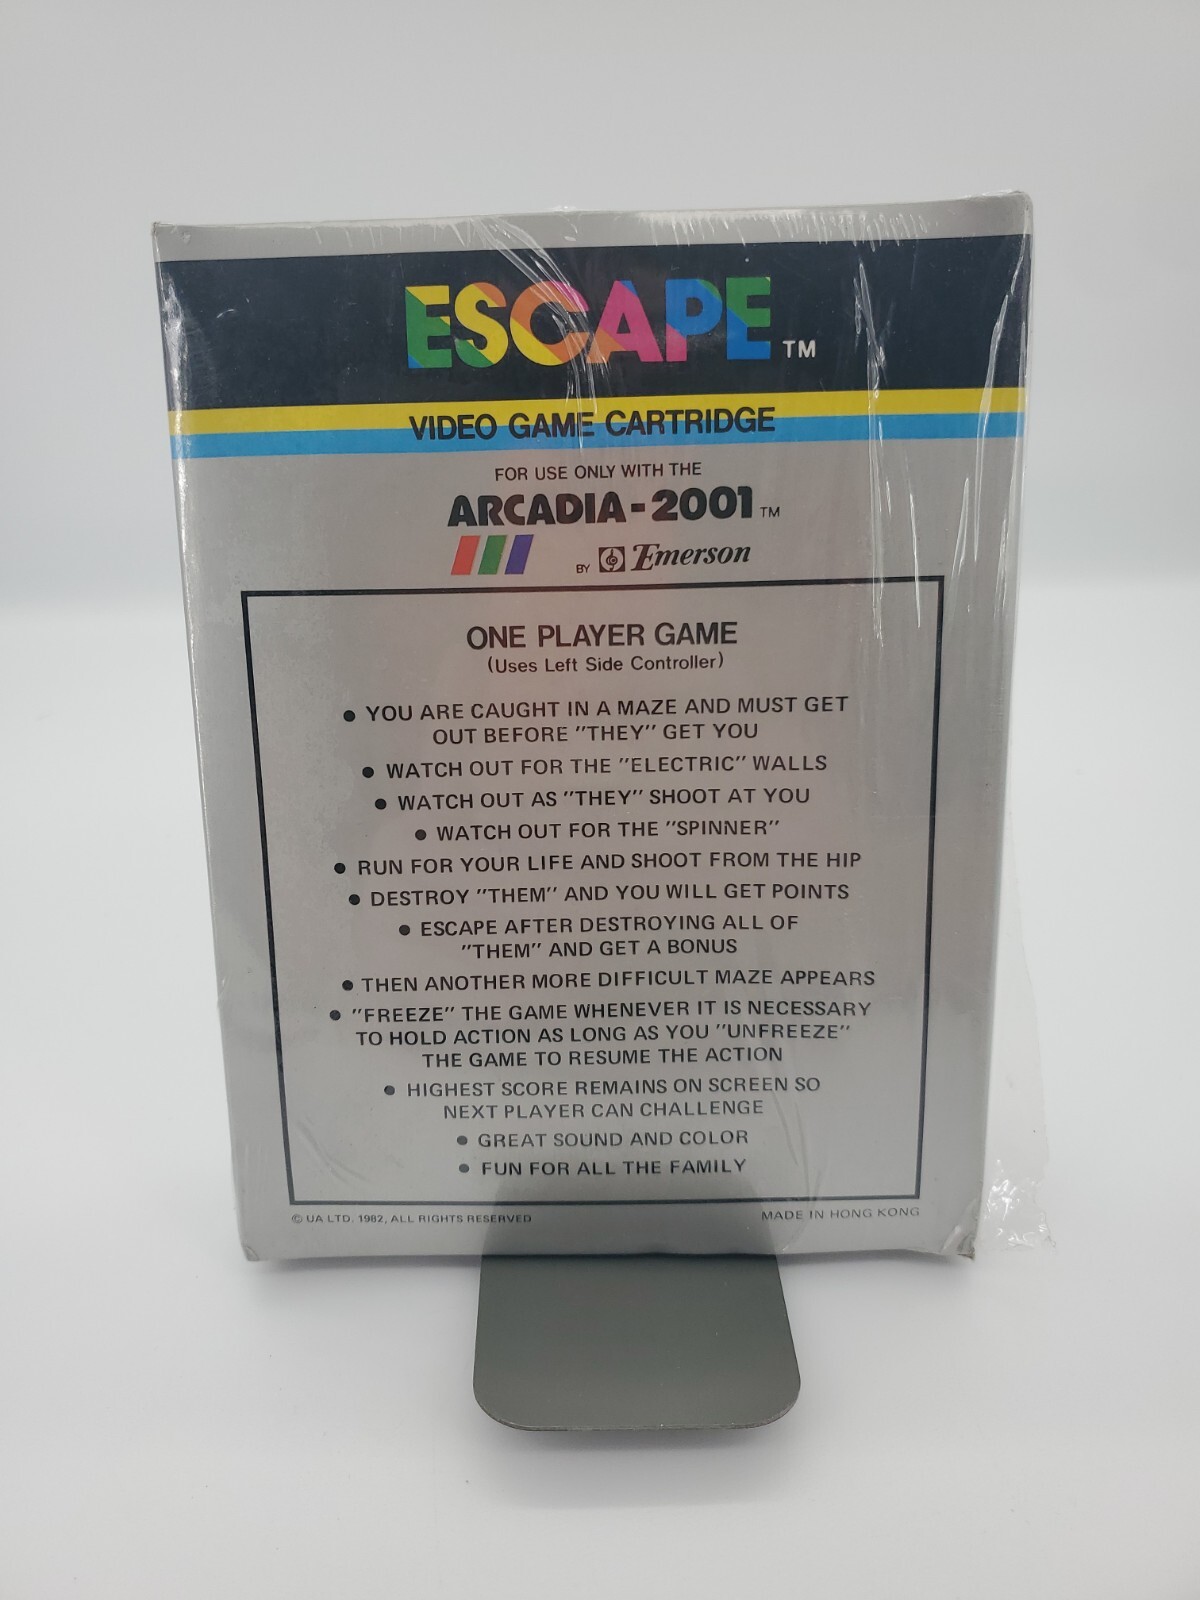 ESCAPE TM
VIDEO GAME CARTRIDGE
FOR USE ONLY WITH THE
ARCADIA-2001 TM
BY Emerson
ONE PLAYER GAME
(Uses Left Side Controller)
• YOU ARE CAUGHT IN A MAZE AND MUST GET
OUT BEFORE "THEY" GET YOU
• WATCH OUT FOR THE "ELECTRIC" WALLS
• WATCH OUT AS "THEY" SHOOT AT YOU
• WATCH OUT FOR THE "SPINNER"
• RUN FOR YOUR LIFE AND SHOOT FROM THE HIP
• DESTROY "THEM" AND YOU WILL GET POINTS
• ESCAPE AFTER DESTROYING ALL OF
"THEM" AND GET A BONUS
• THEN ANOTHER MORE DIFFICULT MAZE APPEARS
• "FREEZE" THE GAME WHENEVER IT IS NECESSARY
TO HOLD ACTION AS LONG AS YOU "UNFREEZE"
THE GAME TO RESUME THE ACTION
• HIGHEST SCORE REMAINS ON SCREEN SO
NEXT PLAYER CAN CHALLENGE
• GREAT SOUND AND COLOR
• FUN FOR ALL THE FAMILY
© UA LTD. 1982, ALL RIGHTS RESERVED
MADE IN HONG KONG